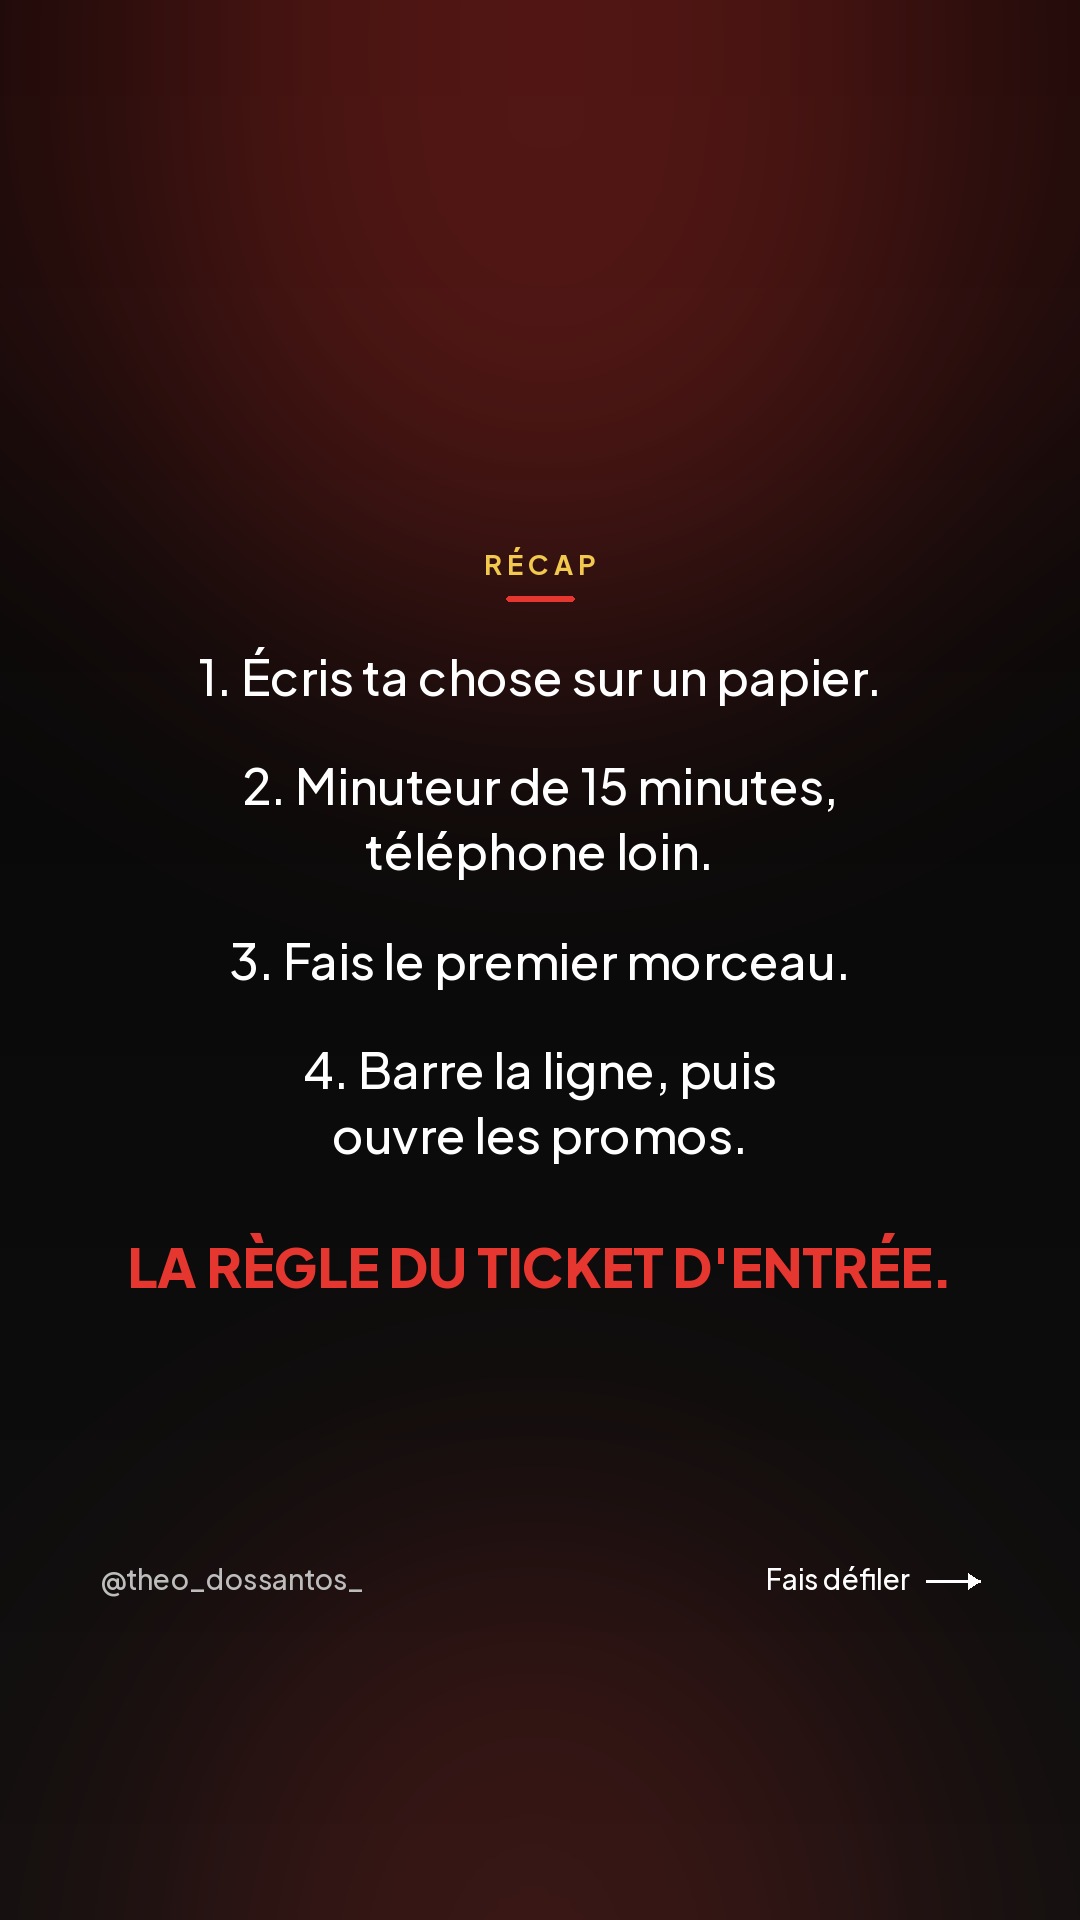 RÉCAP
1. Écris ta chose sur un papier.
2. Minuteur de 15 minutes,
téléphone loin.
3. Fais le premier morceau.
4. Barre la ligne, puis
ouvre les promos.
LA RÈGLE DU TICKET D'ENTRÉE.
@theo_dossantos_
Fais défiler